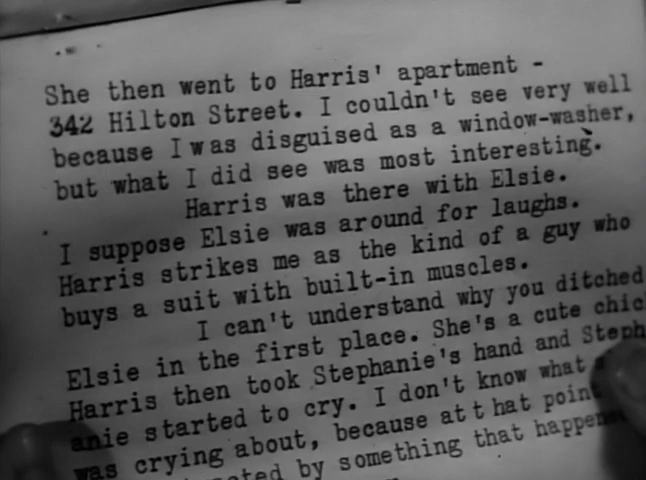 She then went to Harris' apartment -
342 Hilton Street. I couldn't see very well
because I was disguised as a window-washer,
but what I did see was most interesting.
Harris was there with Elsie.
I suppose Elsie was around for laughs.
Harris strikes me as the kind of a guy who
buys a suit with built-in muscles.
I can't understand why you ditched
Elsie in the first place. She's a cute chic
Harris then took Stephanie's hand and Steph
anie started to cry. I don't know what
was crying about, because at t hat point
by something that happene